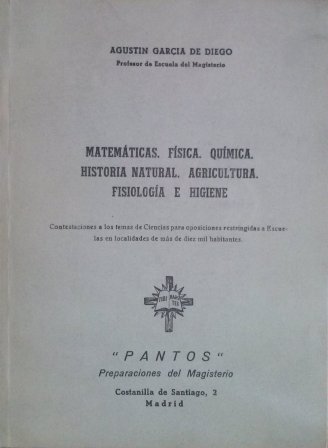 AGUSTIN GARCIA DE DIEGO
Profesor de Escuela del Magisterio
MATEMÁTICAS. FÍSICA. QUÍMICA.
HISTORIA NATURAL. AGRICULTURA.
FISIOLOGÍA E HIGIENE
Contestaciones a los temas de Ciencias para oposiciones restringidas a Escue-
las en localidades de más de diez mil habitantes.
"PANTOS"
Preparaciones del Magisterio
Costanilla de Santiago, 2
Madrid